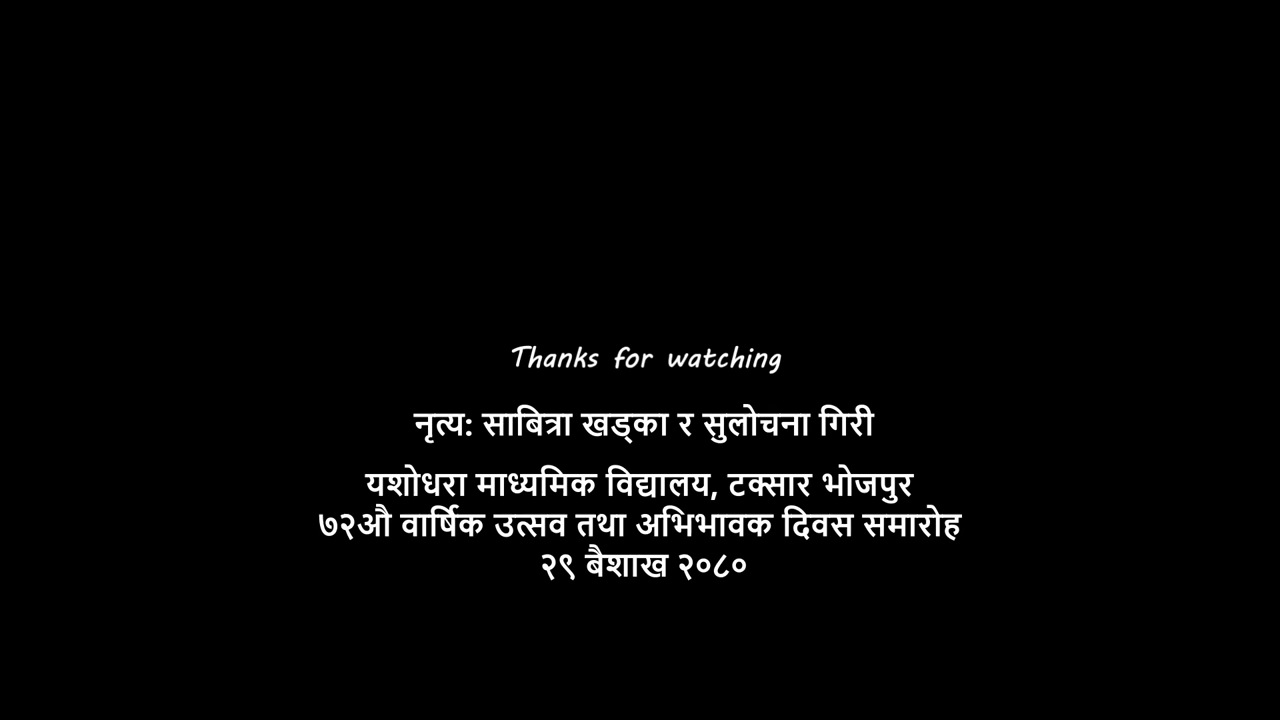 Thanks for watching
नृत्य: साबित्रा खड्का र सुलोचना गिरी
यशोधरा माध्यमिक विद्यालय, टक्सार भोजपुर
७२औ वार्षिक उत्सव तथा अभिभावक दिवस समारोह
२९ बैशाख २०८०